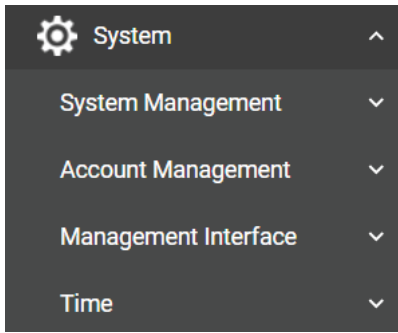 System
System Management
Account Management
Management Interface
Time